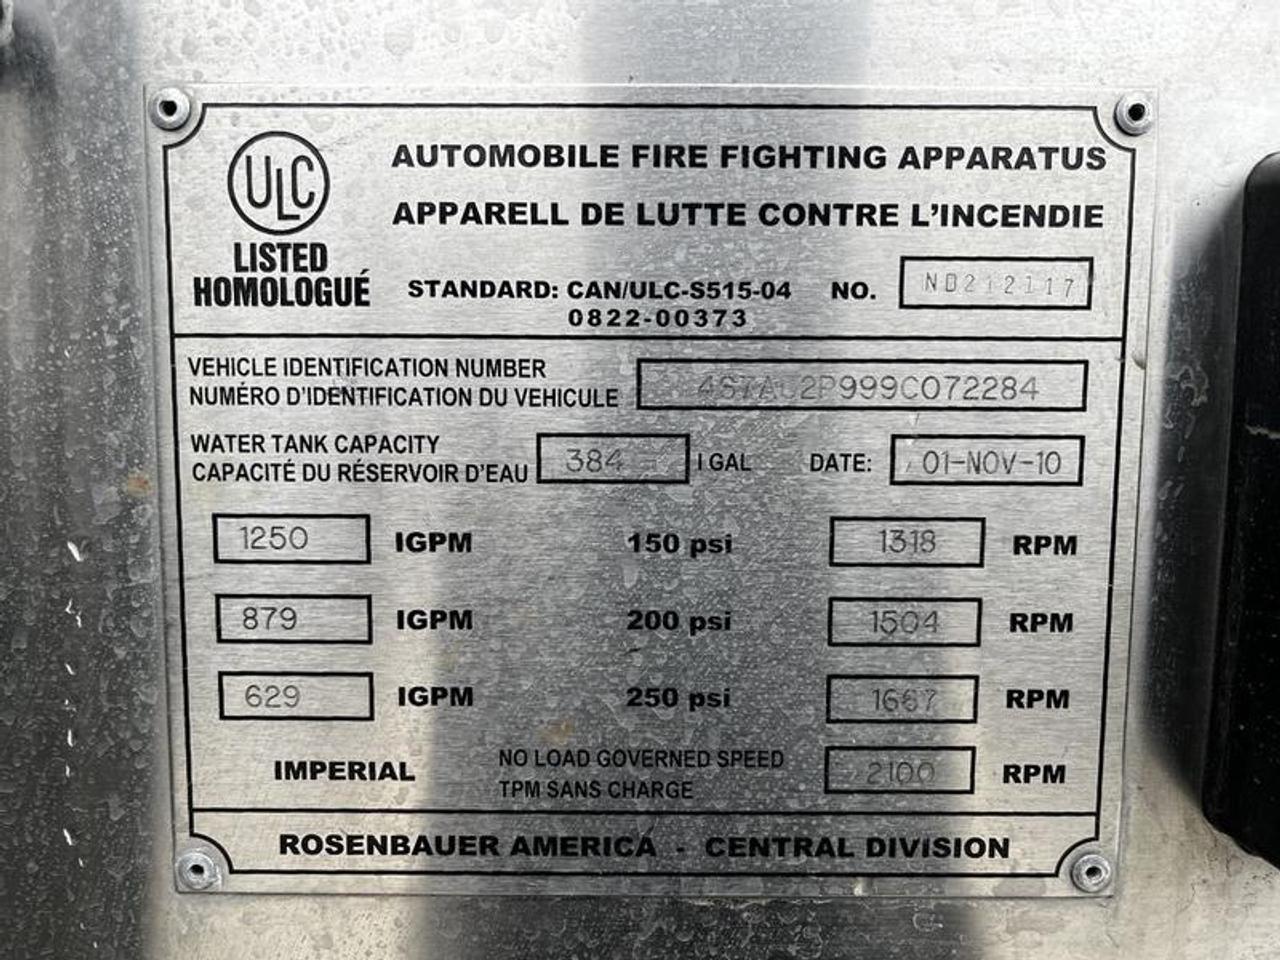 ULC
LISTED
HOMOLOGUÉ
AUTOMOBILE FIRE FIGHTING APPARATUS
APPARELL DE LUTTE CONTRE L'INCENDIE
STANDARD: CAN/ULC-S515-04 NO. ND212117
0822-00373
VEHICLE IDENTIFICATION NUMBER
NUMÉRO D'IDENTIFICATION DU VEHICULE
WATER TANK CAPACITY
CAPACITÉ DU RÉSERVOIR D'EAU 384 I GAL DATE: 01-NOV-10
1250 IGPM 150 psi 1318 RPM
879 IGPM 200 psi 1504 RPM
629 IGPM 250 psi 1667 RPM
IMPERIAL NO LOAD GOVERNED SPEED 2100 RPM
TPM SANS CHARGE
ROSENBAUER AMERICA - CENTRAL DIVISION